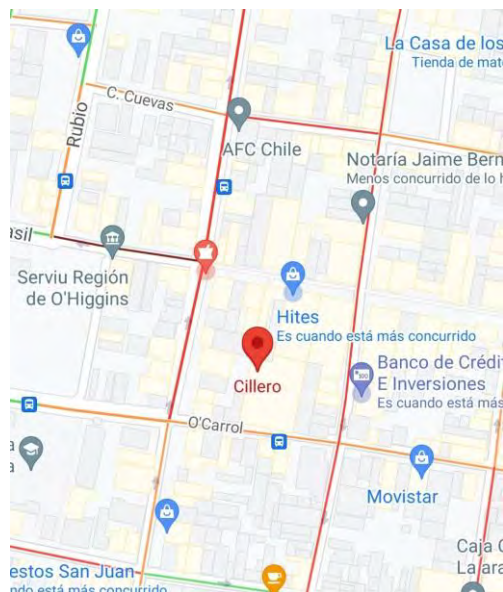 La Casa de los
Tienda de mate
C. Cuevas
Rubio
AFC Chile
Notaría Jaime Bern
Menos concurrido de lo h
asil
Serviu Región
de O'Higgins
Hites
Es cuando está más concurrido
Cillero
Banco de Crédi
E Inversiones
Es cuando está más
O'Carrol
a
a
Movistar
Caja C
La ara
estos San Juan
ndo está más concurrido